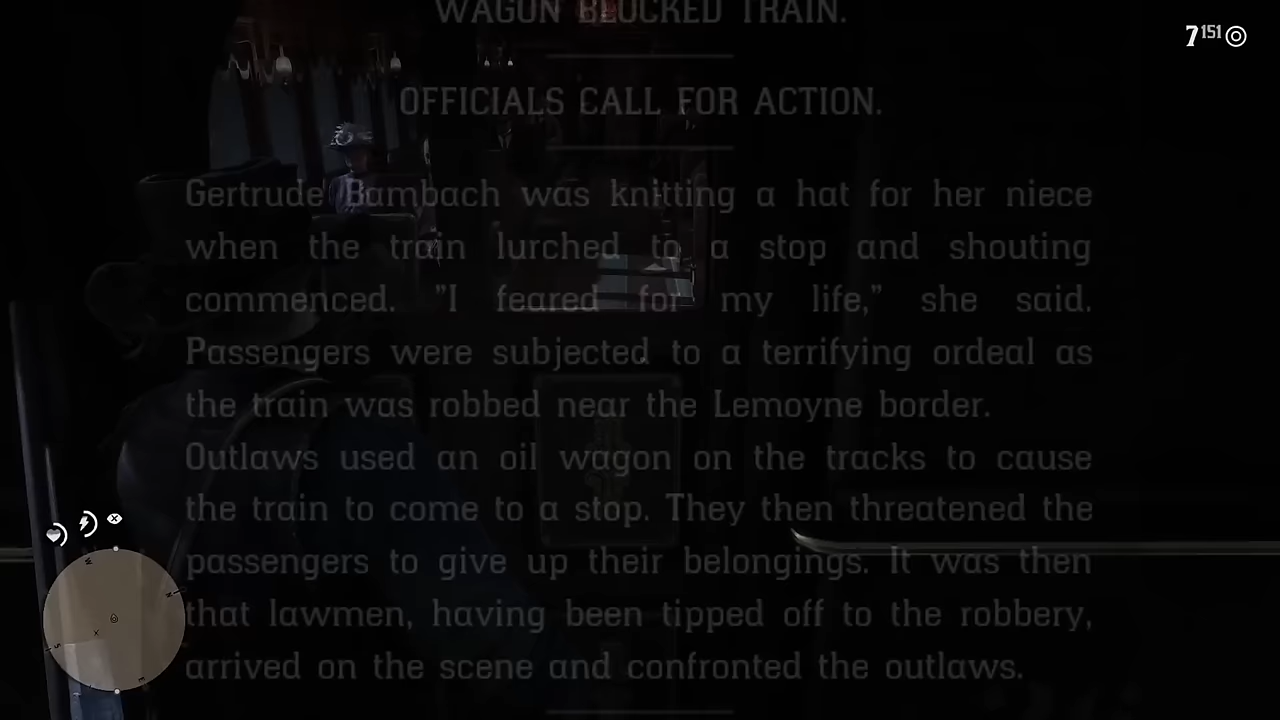 WAGON BLOCKED TRAIN.
7151
OFFICIALS CALL FOR ACTION.
Gertrude Bambach was knitting a hat for her niece
when the train lurched to a stop and shouting
commenced. "I feared for my life," she said.
Passengers were subjected to a terrifying ordeal as
the train was robbed near the Lemoyne border.
Outlaws used an oil wagon on the tracks to cause
the train to come to a stop. They then threatened the
passengers to give up their belongings. It was then
that lawmen, having been tipped off to the robbery,
arrived on the scene and confronted the outlaws.